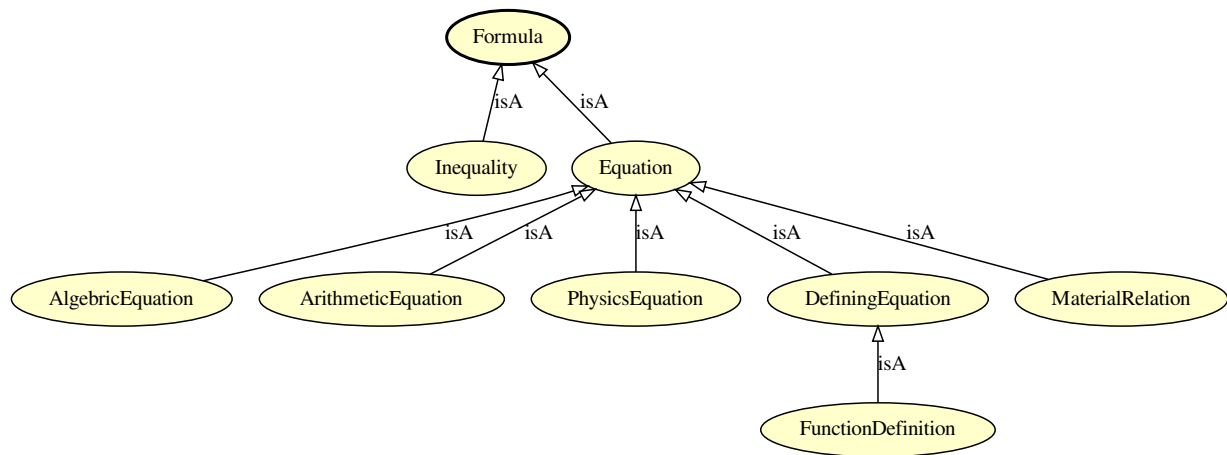 Formula
isA
isA
Inequality
Equation
isA
isA
isA
isA
isA
AlgebricEquation
ArithmeticEquation
PhysicsEquation
DefiningEquation
MaterialRelation
isA
FunctionDefinition